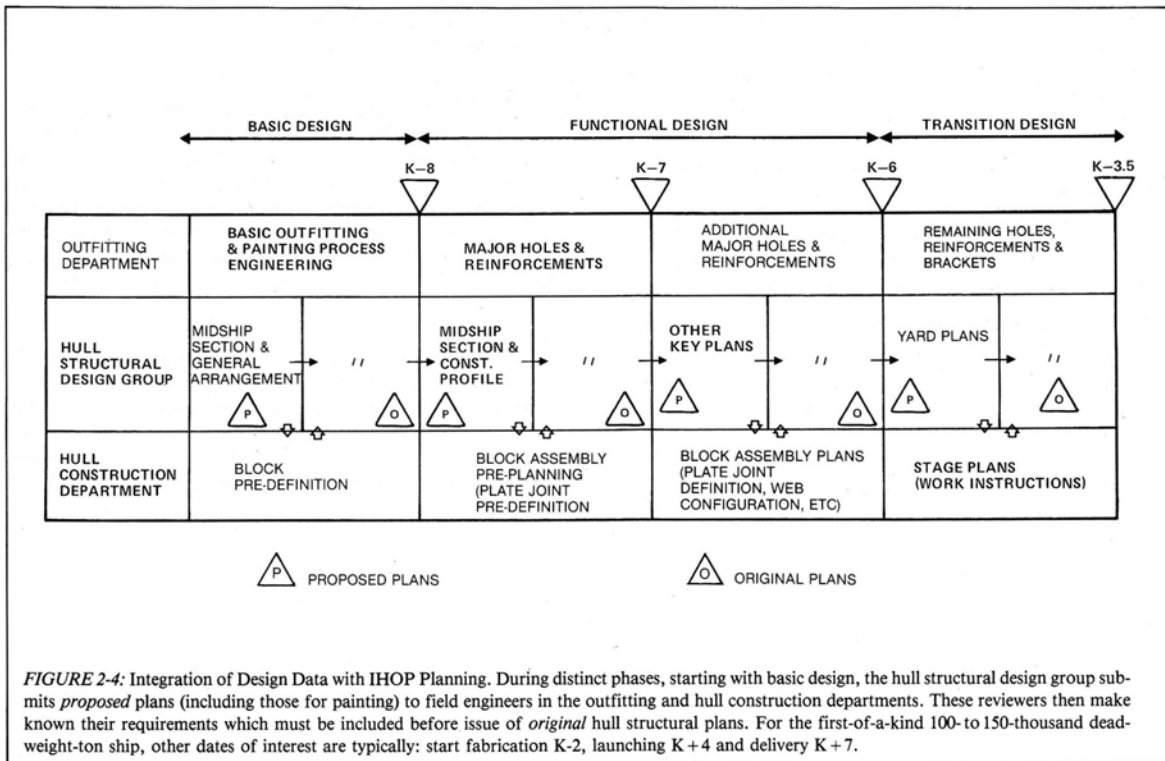 BASIC DESIGN
FUNCTIONAL DESIGN
TRANSITION DESIGN
K–8
K–7
K–6
K–3.5
OUTFITTING
DEPARTMENT
BASIC OUTFITTING
& PAINTING PROCESS
ENGINEERING
MAJOR HOLES &
REINFORCEMENTS
ADDITIONAL
MAJOR HOLES &
REINFORCEMENTS
REMAINING HOLES,
REINFORCEMENTS &
BRACKETS
HULL
STRUCTURAL
DESIGN GROUP
MIDSHIP
SECTION &
GENERAL
ARRANGEMENT
P
〃
O
MIDSHIP
SECTION &
CONST.
PROFILE
P
〃
O
OTHER
KEY PLANS
P
〃
O
YARD PLANS
P
〃
O
HULL
CONSTRUCTION
DEPARTMENT
BLOCK
PRE-DEFINITION
BLOCK ASSEMBLY
PRE-PLANNING
(PLATE JOINT
PRE-DEFINITION
BLOCK ASSEMBLY PLANS
(PLATE JOINT
DEFINITION, WEB
CONFIGURATION, ETC)
STAGE PLANS
(WORK INSTRUCTIONS)
P PROPOSED PLANS
O ORIGINAL PLANS
FIGURE 2-4: Integration of Design Data with IHOP Planning. During distinct phases, starting with basic design, the hull structural design group sub-
mits proposed plans (including those for painting) to field engineers in the outfitting and hull construction departments. These reviewers then make
known their requirements which must be included before issue of original hull structural plans. For the first-of-a-kind 100- to 150-thousand dead-
weight-ton ship, other dates of interest are typically: start fabrication K-2, launching K+4 and delivery K+7.